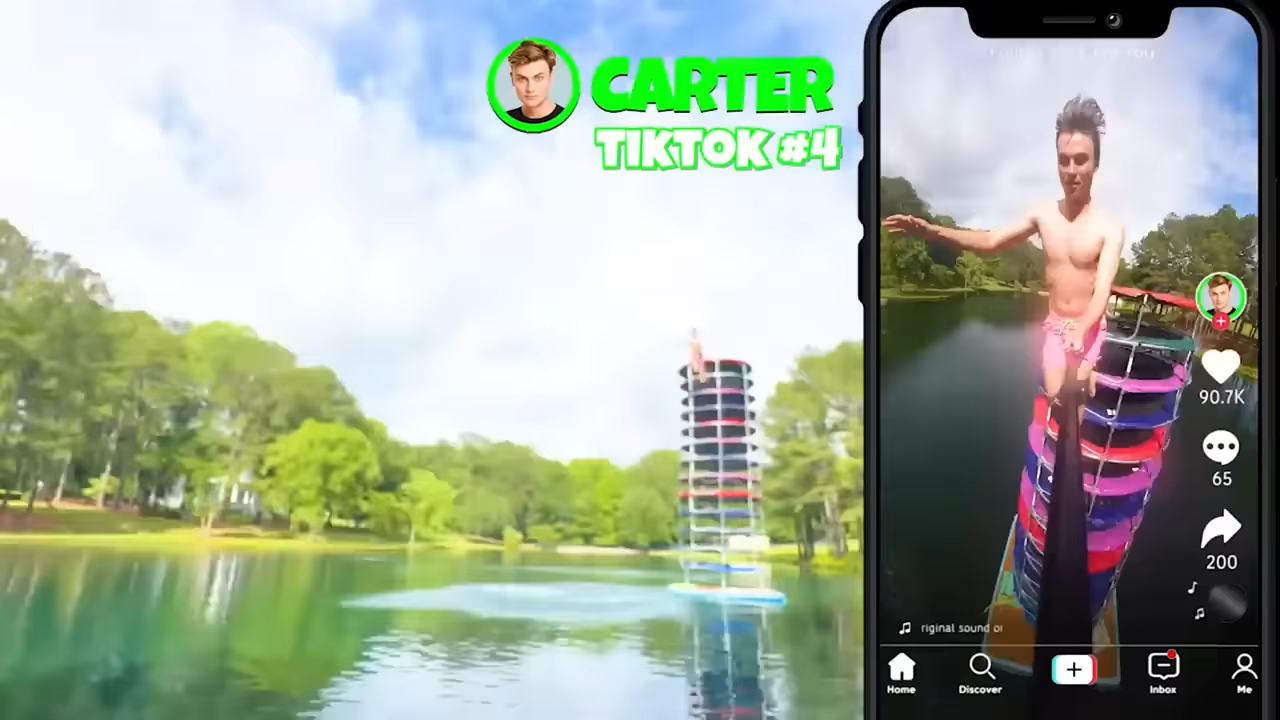 CARTER
TIKTOK #4
90.7K
65
200
riginal sound
Home
Discover
Inbox
Me